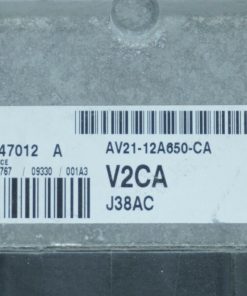 47012 A
CE
767 / 09330 / 001A3
AV21-12A650-CA
V2CA
J38AC